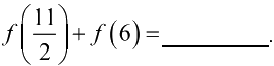 f(11/2) + f(6) = ________.